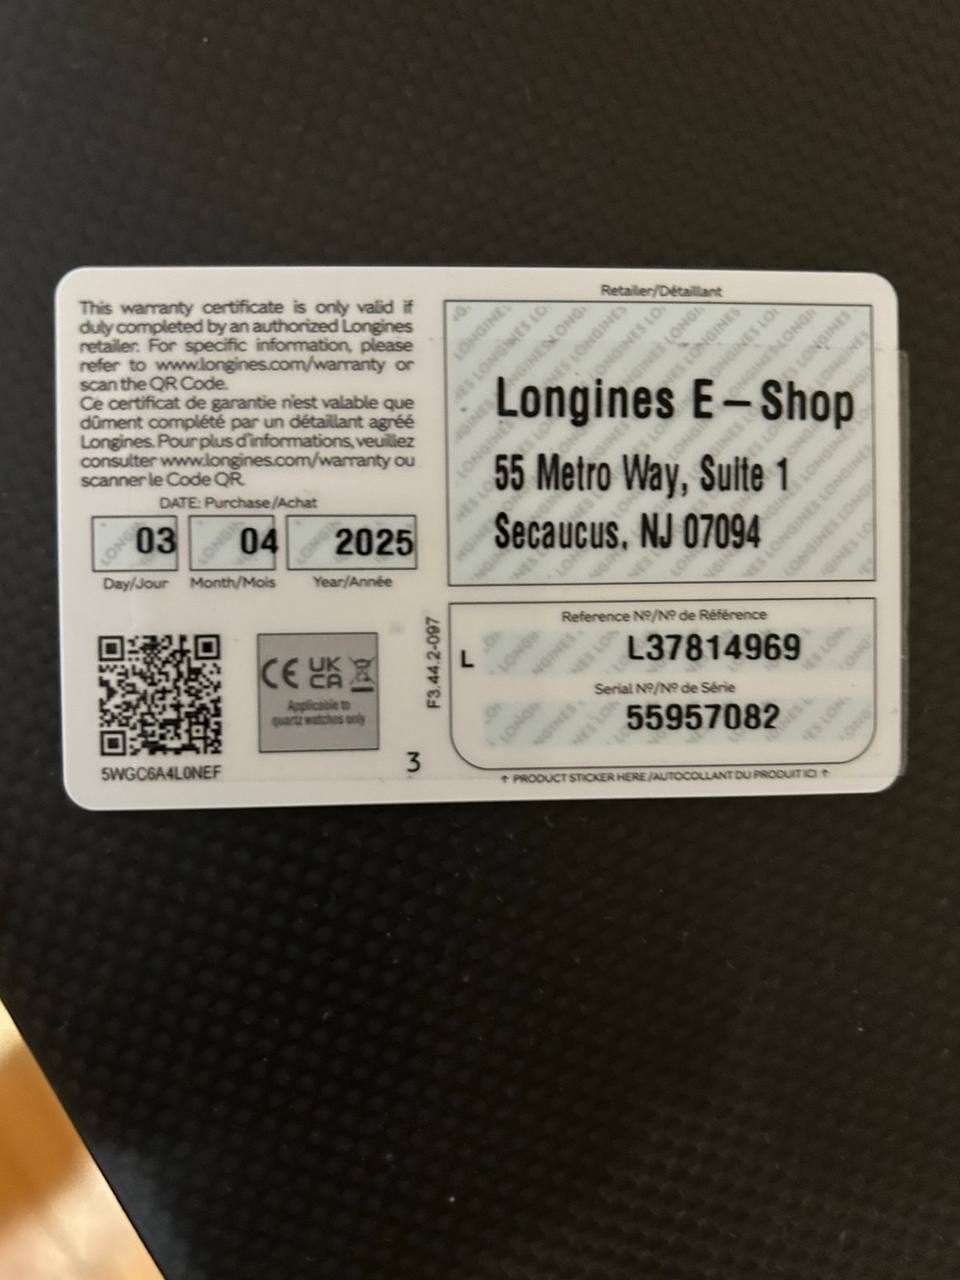 This warranty certificate is only valid if
duly completed by an authorized Longines
retailer. For specific information, please
refer to www.longines.com/warranty or
scan the QR Code.
Ce certificat de garantie n'est valable que
dûment complété par un détaillant agréé
Longines. Pour plus d'informations, veuillez
consulter www.longines.com/warranty ou
scanner le Code QR.
DATE: Purchase/Achat
03 04 2025
Day/Jour Month/Mois Year/Année
5WGC6A4L0NEF
CE UK CA
Applicable to
quartz watches only
3
F3.44.2-097
Retailer/Détaillant
Longines E-Shop
55 Metro Way, Suite 1
Secaucus, NJ 07094
Reference Nº/Nº de Référence
L L37814969
Serial Nº/Nº de Série
55957082
↑ PRODUCT STICKER HERE/AUTOCOLLANT DU PRODUIT ICI ↑